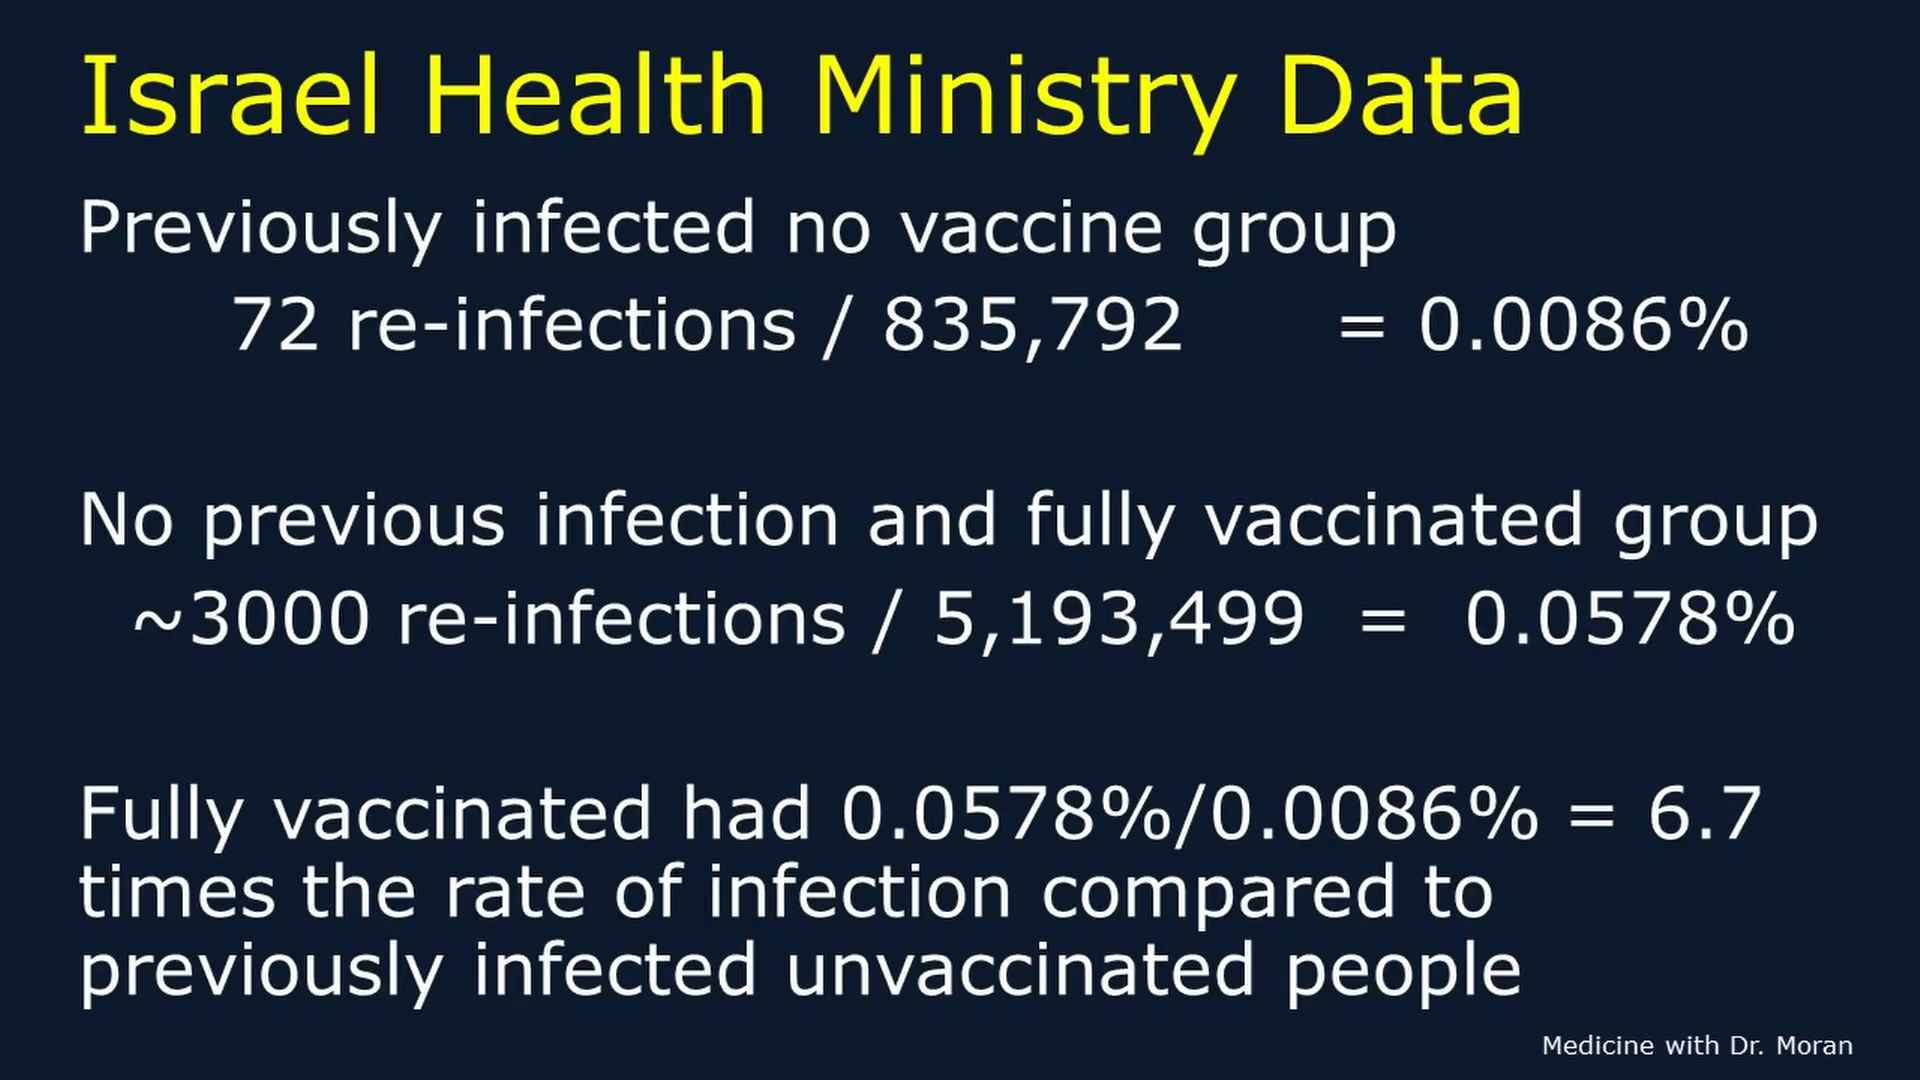 Israel Health Ministry Data
Previously infected no vaccine group
72 re-infections / 835,792 = 0.0086%
No previous infection and fully vaccinated group
~3000 re-infections / 5,193,499 = 0.0578%
Fully vaccinated had 0.0578%/0.0086% = 6.7
times the rate of infection compared to
previously infected unvaccinated people
Medicine with Dr. Moran